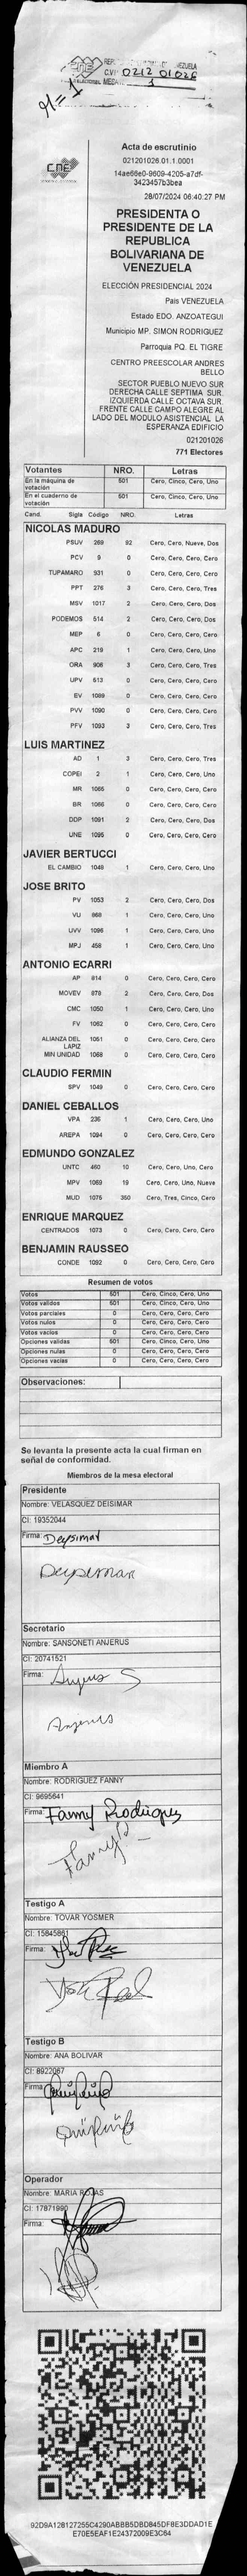 CNE
0212 01026
MESA 1
Nº = 1
CNE
Acta de escrutinio
021201026.01.1.0001
14ae66e0-9609-4205-a7df-
3423457b3bea
28/07/2024 06:40:27 PM
PRESIDENTA O
PRESIDENTE DE LA
REPUBLICA
BOLIVARIANA DE
VENEZUELA
ELECCIÓN PRESIDENCIAL 2024
Pais VENEZUELA
Estado EDO. ANZOATEGUI
Municipio MP. SIMON RODRIGUEZ
Parroquia PQ. EL TIGRE
CENTRO PREESCOLAR ANDRES
BELLO
SECTOR PUEBLO NUEVO SUR
DERECHA CALLE SEPTIMA SUR.
IZQUIERDA CALLE OCTAVA SUR.
FRENTE CALLE CAMPO ALEGRE AL
LADO DEL MODULO ASISTENCIAL LA
ESPERANZA EDIFICIO
021201026
771 Electores
Votantes NRO. Letras
En la máquina de votación 501 Cero, Cinco, Cero, Uno
En el cuaderno de votación 501 Cero, Cinco, Cero, Uno
Cand. Sigla Código NRO. Letras
NICOLAS MADURO
PSUV 269 92 Cero, Cero, Nueve, Dos
PCV 9 0 Cero, Cero, Cero, Cero
TUPAMARO 931 0 Cero, Cero, Cero, Cero
PPT 276 3 Cero, Cero, Cero, Tres
MSV 1017 2 Cero, Cero, Cero, Dos
PODEMOS 514 2 Cero, Cero, Cero, Dos
MEP 6 0 Cero, Cero, Cero, Cero
APC 219 1 Cero, Cero, Cero, Uno
ORA 906 3 Cero, Cero, Cero, Tres
UPV 513 0 Cero, Cero, Cero, Cero
EV 1089 0 Cero, Cero, Cero, Cero
PVV 1090 0 Cero, Cero, Cero, Cero
PFV 1093 3 Cero, Cero, Cero, Tres
LUIS MARTINEZ
AD 1 3 Cero, Cero, Cero, Tres
COPEI 2 1 Cero, Cero, Cero, Uno
MR 1065 0 Cero, Cero, Cero, Cero
BR 1066 0 Cero, Cero, Cero, Cero
DDP 1091 2 Cero, Cero, Cero, Dos
UNE 1095 0 Cero, Cero, Cero, Cero
JAVIER BERTUCCI
EL CAMBIO 1048 1 Cero, Cero, Cero, Uno
JOSE BRITO
PV 1053 2 Cero, Cero, Cero, Dos
VU 868 1 Cero, Cero, Cero, Uno
UVV 1096 1 Cero, Cero, Cero, Uno
MPJ 458 1 Cero, Cero, Cero, Uno
ANTONIO ECARRI
AP 814 0 Cero, Cero, Cero, Cero
MOVEV 879 2 Cero, Cero, Cero, Dos
CMC 1050 1 Cero, Cero, Cero, Uno
FV 1062 0 Cero, Cero, Cero, Cero
ALIANZA DEL LAPIZ 1051 0 Cero, Cero, Cero, Cero
MIN UNIDAD 1068 0 Cero, Cero, Cero, Cero
CLAUDIO FERMIN
SPV 1049 0 Cero, Cero, Cero, Cero
DANIEL CEBALLOS
VPA 236 1 Cero, Cero, Cero, Uno
AREPA 1094 0 Cero, Cero, Cero, Cero
EDMUNDO GONZALEZ
UNTC 460 10 Cero, Cero, Uno, Cero
MPV 1069 19 Cero, Cero, Uno, Nueve
MUD 1075 350 Cero, Tres, Cinco, Cero
ENRIQUE MARQUEZ
CENTRADOS 1073 0 Cero, Cero, Cero, Cero
BENJAMIN RAUSSEO
CONDE 1092 0 Cero, Cero, Cero, Cero
Resumen de votos
Votos 501 Cero, Cinco, Cero, Uno
Votos validos 501 Cero, Cinco, Cero, Uno
Votos parciales 0 Cero, Cero, Cero, Cero
Votos nulos 0 Cero, Cero, Cero, Cero
Votos vacios 0 Cero, Cero, Cero, Cero
Opciones validas 501 Cero, Cinco, Cero, Uno
Opciones nulas 0 Cero, Cero, Cero, Cero
Opciones vacias 0 Cero, Cero, Cero, Cero
Observaciones:
Se levanta la presente acta la cual firman en
señal de conformidad.
Miembros de la mesa electoral
Presidente
Nombre: VELASQUEZ DEISIMAR
CI: 19352044
Firma: Deysimar
Deysimar
Secretario
Nombre: SANSONETI ANJERUS
CI: 20741521
Firma: Anjerus S
Anjerus
Miembro A
Nombre: RODRIGUEZ FANNY
CI: 9695641
Firma: Fanny Rodriguez
Fanny R
Testigo A
Nombre: TOVAR YOSMER
CI: 15845861
Firma:
Testigo B
Nombre: ANA BOLIVAR
CI: 8922067
Firma:
Operador
Nombre: MARIA ROJAS
CI: 17871990
Firma:
92D9A128127255C4290ABBB5DBD845DF8E3DDAD1E
E70E5EAF1E24372009E3C64